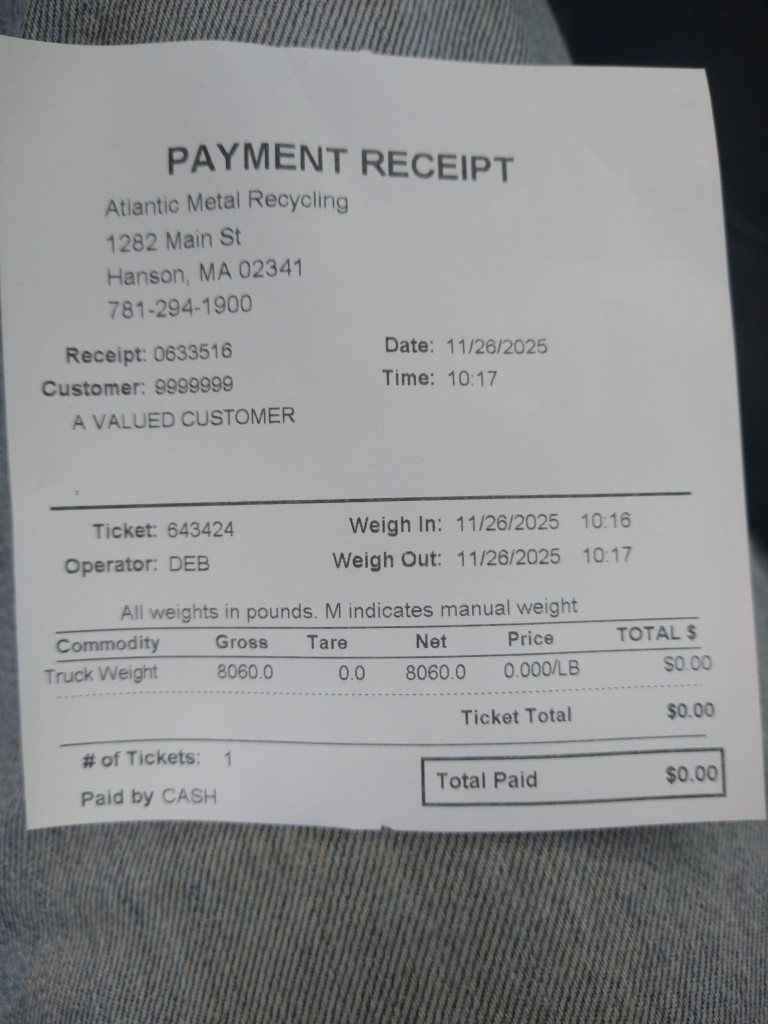 PAYMENT RECEIPT
Atlantic Metal Recycling
1282 Main St
Hanson, MA 02341
781-294-1900
Receipt: 0633516 Date: 11/26/2025
Customer: 9999999 Time: 10:17
A VALUED CUSTOMER
Ticket: 643424 Weigh In: 11/26/2025 10:16
Operator: DEB Weigh Out: 11/26/2025 10:17
All weights in pounds. M indicates manual weight
Commodity Gross Tare Net Price TOTAL $
Truck Weight 8060.0 0.0 8060.0 0.000/LB $0.00
Ticket Total $0.00
# of Tickets: 1
Total Paid $0.00
Paid by CASH